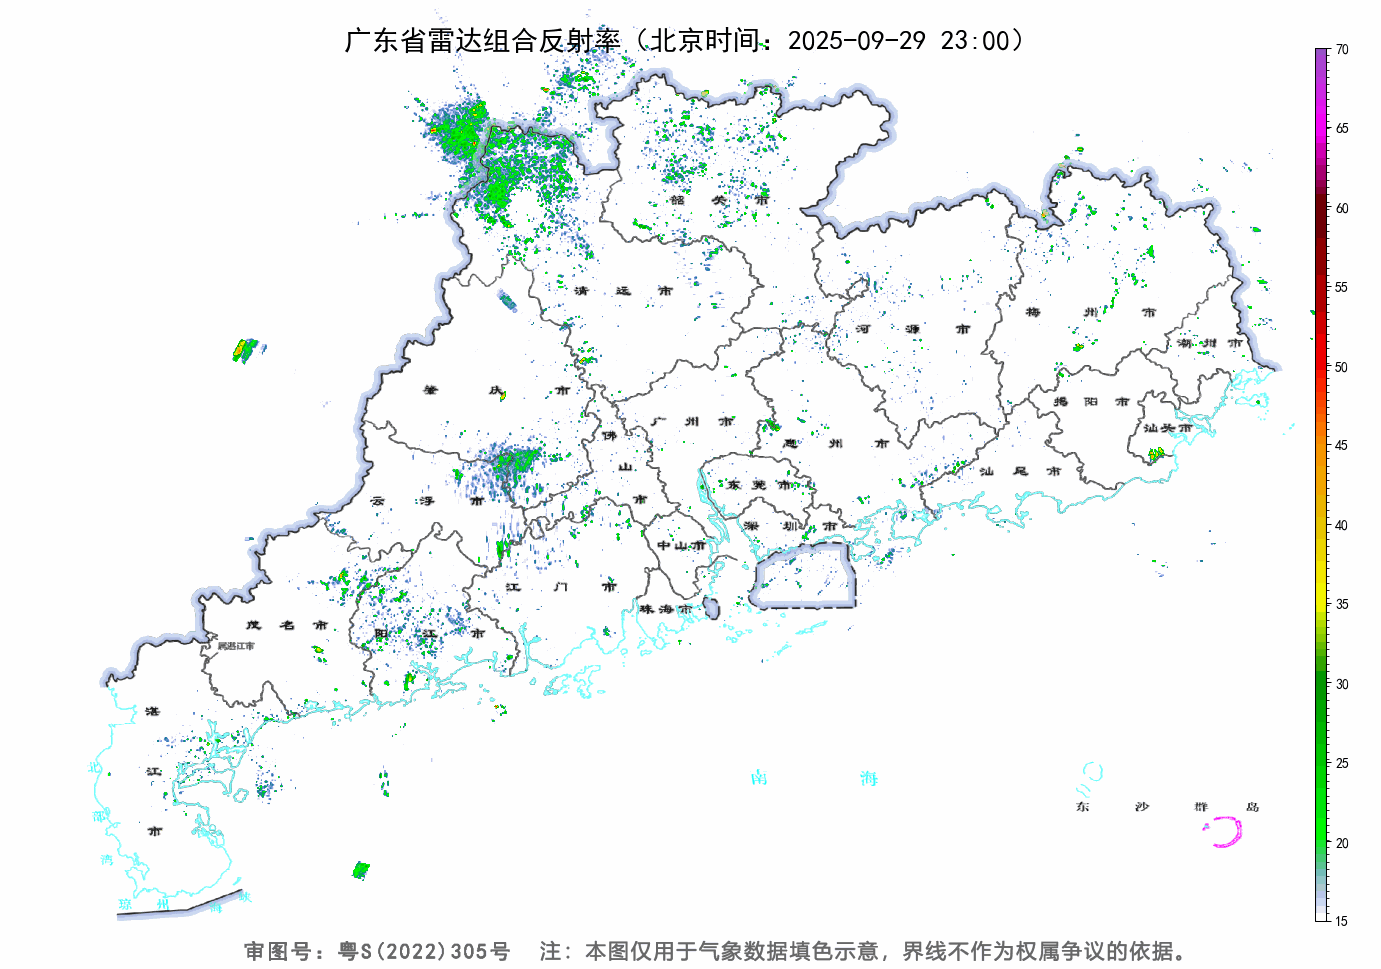 广东省雷达组合反射率（北京时间：2025-09-29 23:00）
70
65
60
55
50
45
40
35
30
25
20
15
韶关市
清远市
河源市
梅州市
潮州市
肇庆市
广州市
惠州市
揭阳市
汕头市
佛山市
云浮市
东莞市
汕尾市
深圳市
中山市
江门市
珠海市
茂名市
阳江市
属湛江市
湛江市
北部湾
琼州海峡
南海
东沙群岛
审图号：粤S(2022)305号 注：本图仅用于气象数据填色示意，界线不作为权属争议的依据。